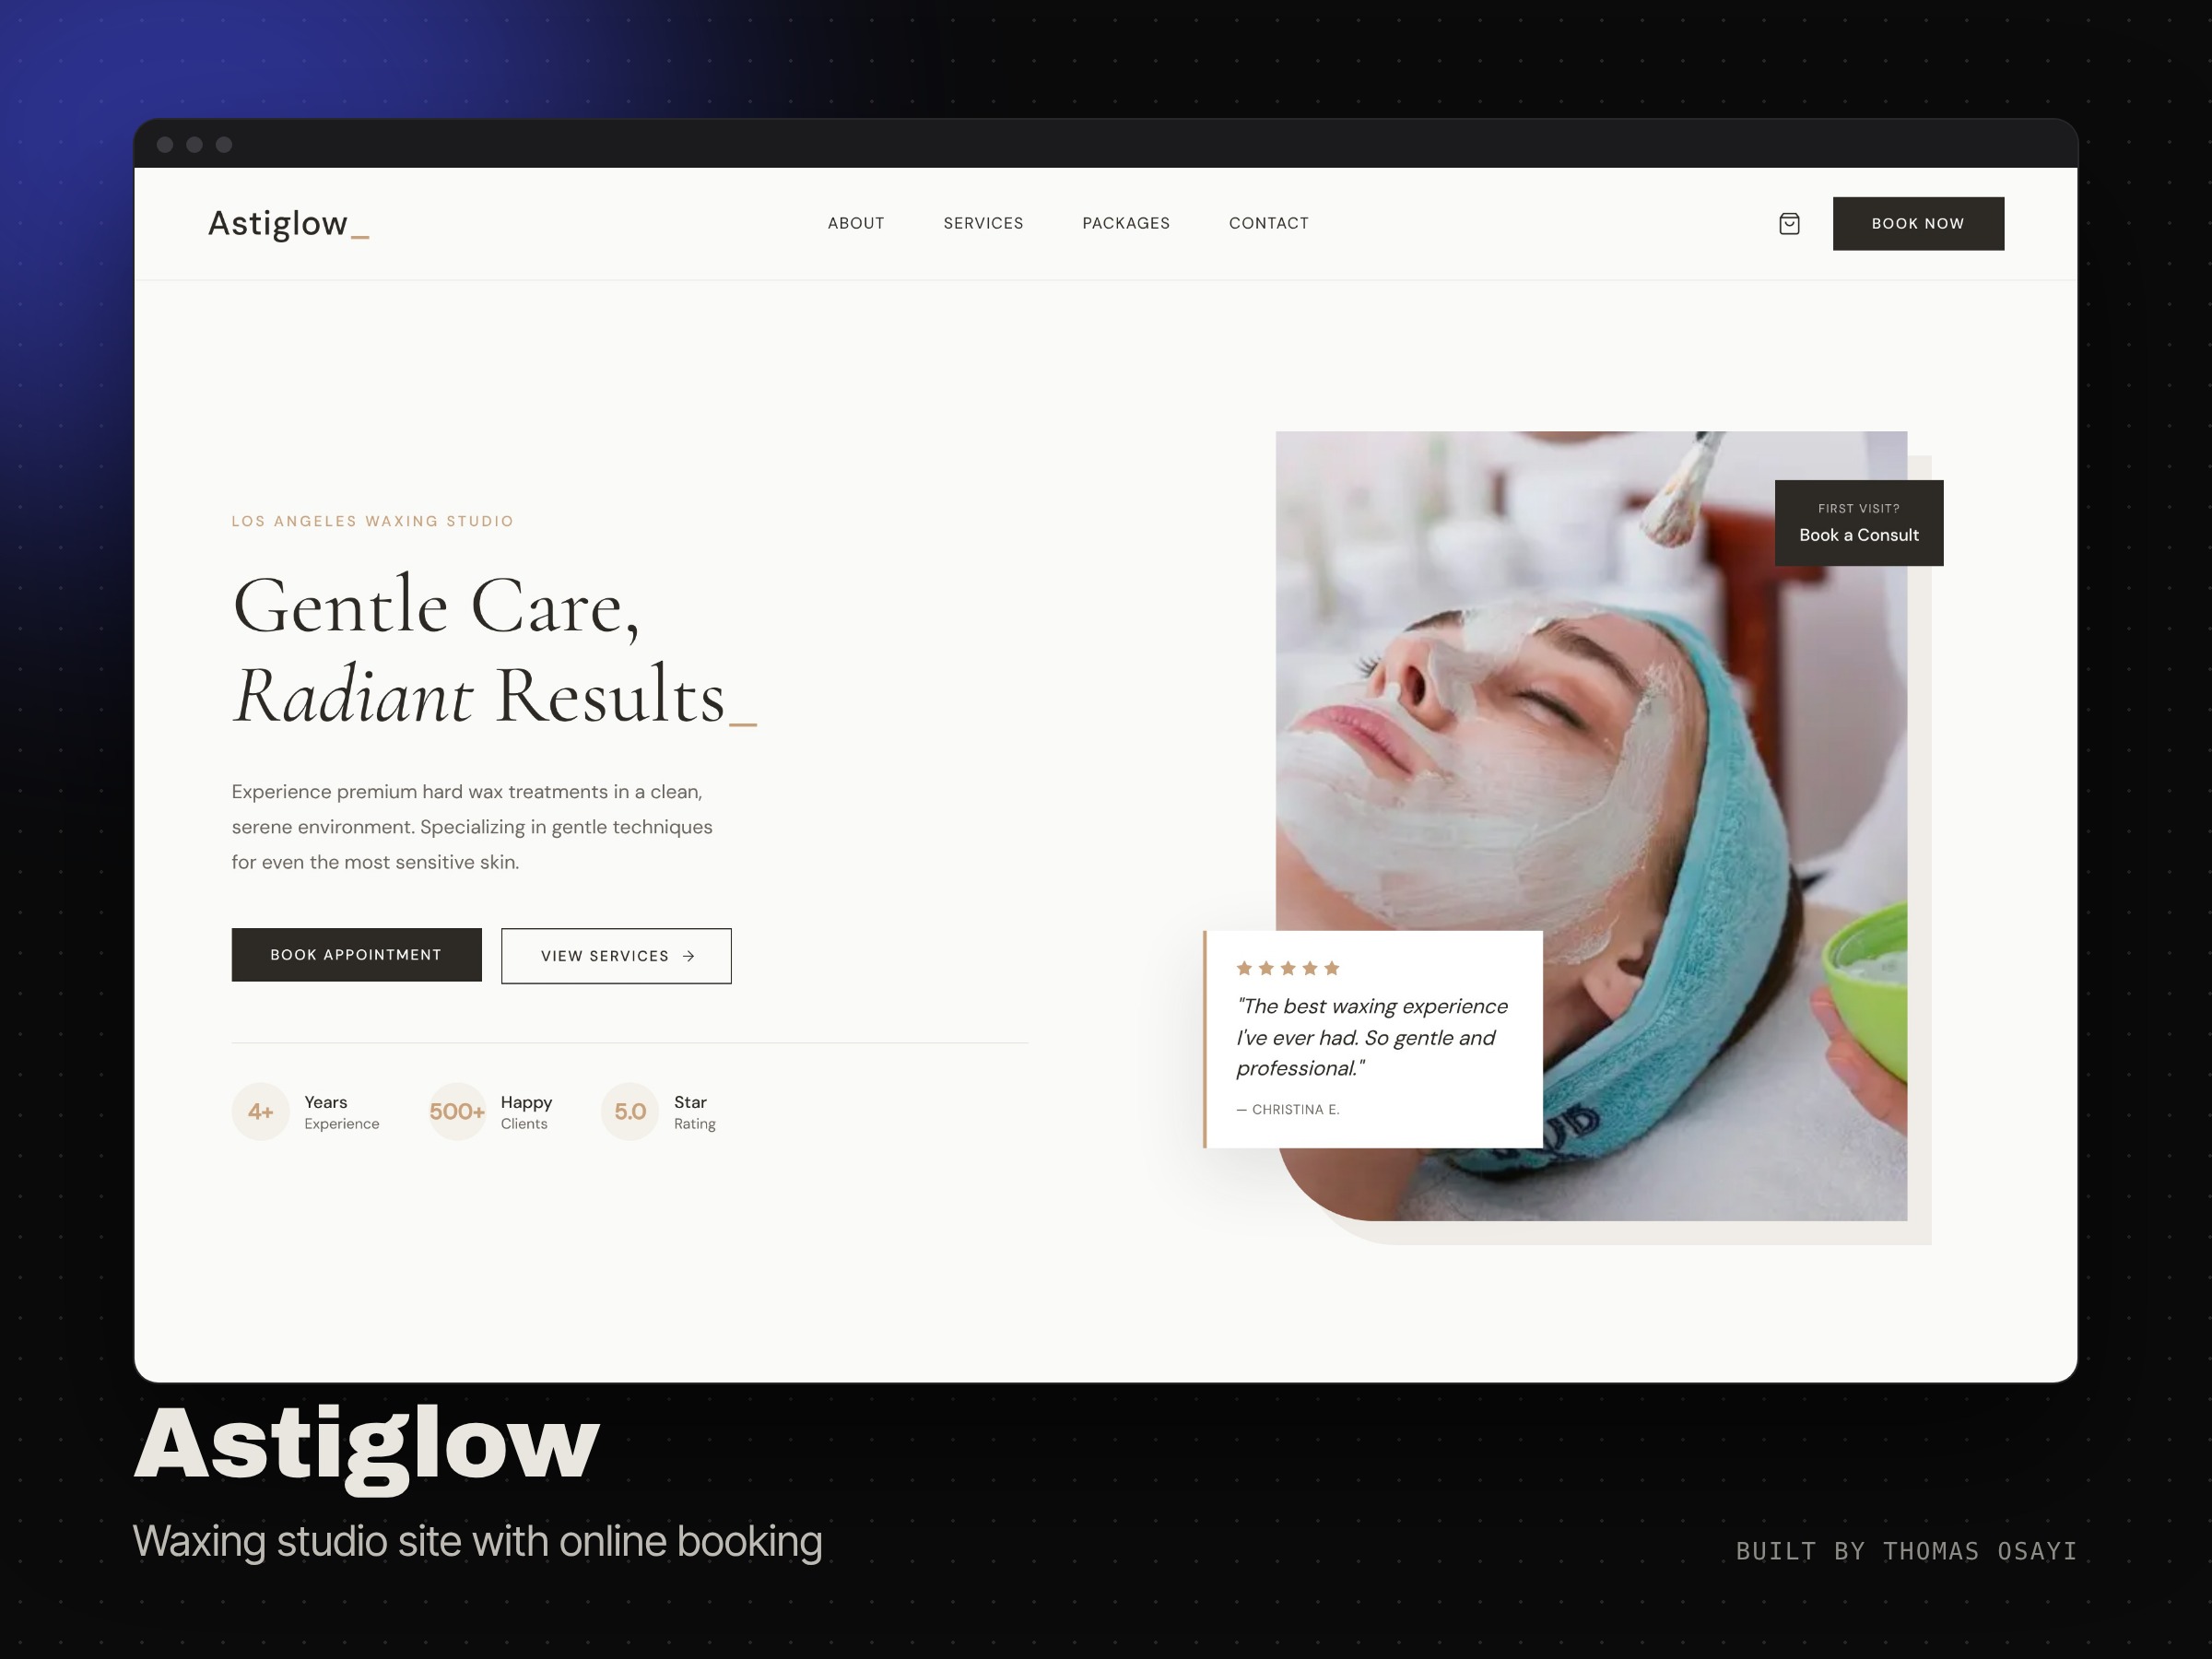 Astiglow_
ABOUT
SERVICES
PACKAGES
CONTACT
BOOK NOW
LOS ANGELES WAXING STUDIO
Gentle Care,
Radiant Results_
Experience premium hard wax treatments in a clean,
serene environment. Specializing in gentle techniques
for even the most sensitive skin.
BOOK APPOINTMENT
VIEW SERVICES →
4+
Years
Experience
500+
Happy
Clients
5.0
Star
Rating
FIRST VISIT?
Book a Consult
"The best waxing experience
I've ever had. So gentle and
professional."
— CHRISTINA E.
Astiglow
Waxing studio site with online booking
BUILT BY THOMAS OSAYI